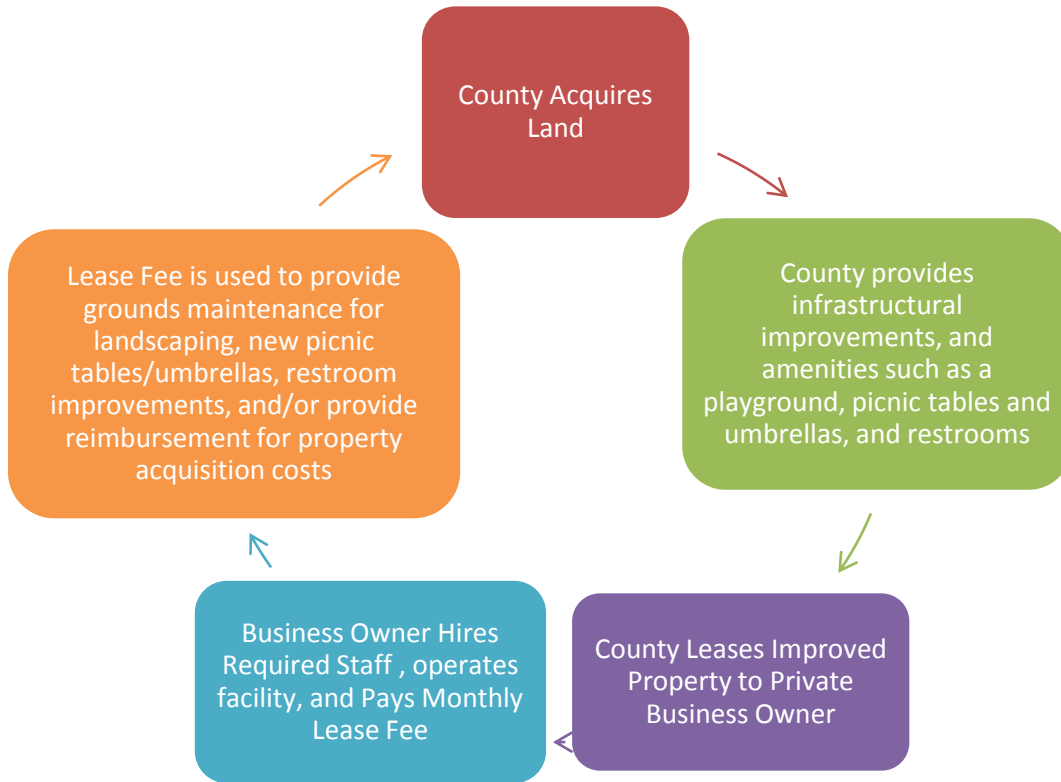 County Acquires
Land
County provides
infrastructural
improvements, and
amenities such as a
playground, picnic tables and
umbrellas, and restrooms
County Leases Improved
Property to Private
Business Owner
Business Owner Hires
Required Staff , operates
facility, and Pays Monthly
Lease Fee
Lease Fee is used to provide
grounds maintenance for
landscaping, new picnic
tables/umbrellas, restroom
improvements, and/or provide
reimbursement for property
acquisition costs